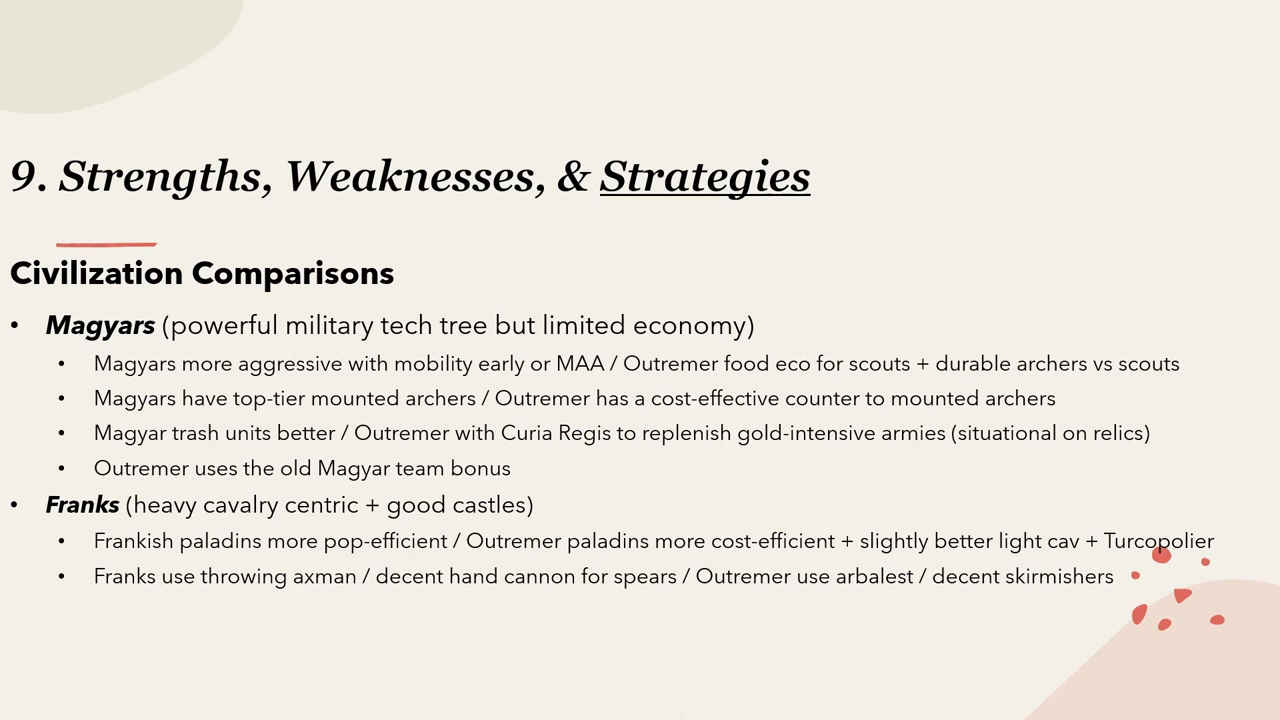 9. Strengths, Weaknesses, & Strategies
Civilization Comparisons
• Magyars (powerful military tech tree but limited economy)
• Magyars more aggressive with mobility early or MAA / Outremer food eco for scouts + durable archers vs scouts
• Magyars have top-tier mounted archers / Outremer has a cost-effective counter to mounted archers
• Magyar trash units better / Outremer with Curia Regis to replenish gold-intensive armies (situational on relics)
• Outremer uses the old Magyar team bonus
• Franks (heavy cavalry centric + good castles)
• Frankish paladins more pop-efficient / Outremer paladins more cost-efficient + slightly better light cav + Turcopolier
• Franks use throwing axman / decent hand cannon for spears / Outremer use arbalest / decent skirmishers